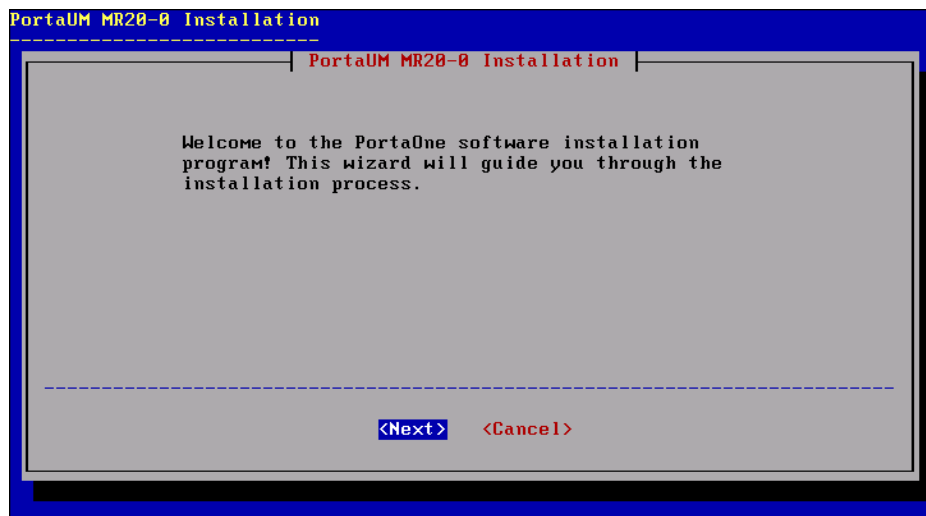 PortaUM MR20-0 Installation
PortaUM MR20-0 Installation
Welcome to the PortaOne software installation
program! This wizard will guide you through the
installation process.
<Next> <Cancel>